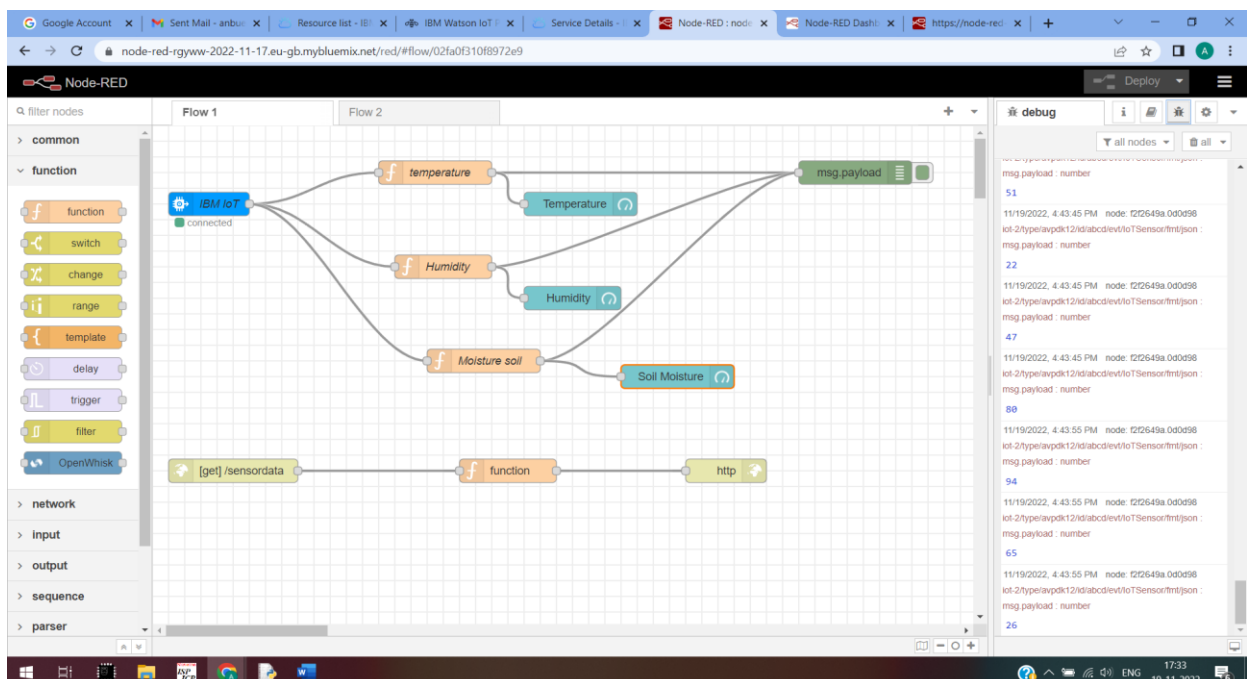 Google Account
Sent Mail - anbue
Resource list - IB
IBM Watson IoT P
Service Details - I
Node-RED : node
Node-RED Dashb
https://node-red
node-red-rgyww-2022-11-17.eu-gb.mybluemix.net/red/#flow/02fa0f310f8972e9
A
Node-RED
Deploy
filter nodes
common
function
function
switch
change
range
template
delay
trigger
filter
OpenWhisk
network
input
output
sequence
parser
Flow 1
Flow 2
temperature
msg.payload
IBM IoT
connected
Temperature
Humidity
Humidity
Moisture soil
Soil Moisture
[get] /sensordata
function
http
debug
i
all nodes
all
msg.payload : number
51
11/19/2022, 4:43:45 PM node: f2f2649a.0d0d98
iot-2/type/avpdk12/id/abcd/evt/IoTSensor/fmt/json :
msg.payload : number
22
11/19/2022, 4:43:45 PM node: f2f2649a.0d0d98
iot-2/type/avpdk12/id/abcd/evt/IoTSensor/fmt/json :
msg.payload : number
47
11/19/2022, 4:43:45 PM node: f2f2649a.0d0d98
iot-2/type/avpdk12/id/abcd/evt/IoTSensor/fmt/json :
msg.payload : number
80
11/19/2022, 4:43:55 PM node: f2f2649a.0d0d98
iot-2/type/avpdk12/id/abcd/evt/IoTSensor/fmt/json :
msg.payload : number
94
11/19/2022, 4:43:55 PM node: f2f2649a.0d0d98
iot-2/type/avpdk12/id/abcd/evt/IoTSensor/fmt/json :
msg.payload : number
65
11/19/2022, 4:43:55 PM node: f2f2649a.0d0d98
iot-2/type/avpdk12/id/abcd/evt/IoTSensor/fmt/json :
msg.payload : number
26
ISP
ENG
17:33